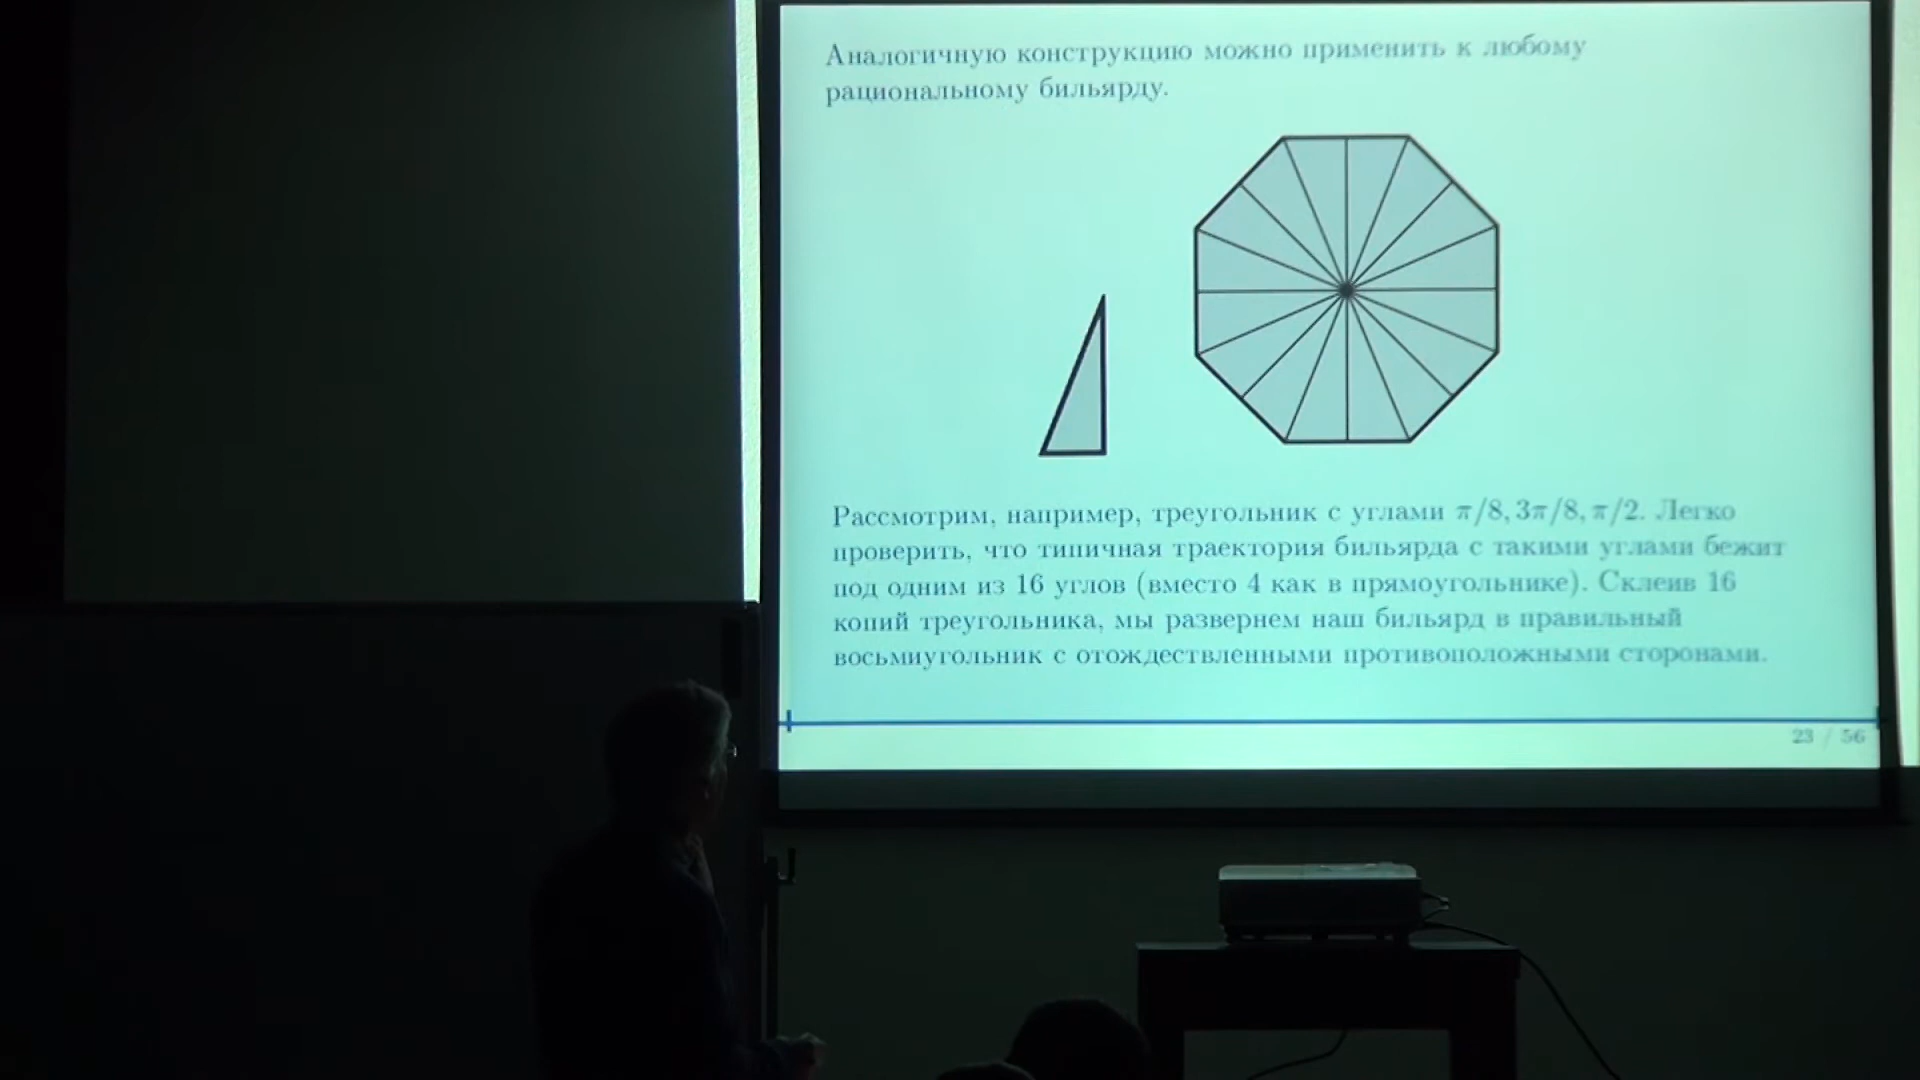 Аналогичную конструкцию можно применить к любому
рациональному бильярду.
Рассмотрим, например, треугольник с углами π/8, 3π/8, π/2. Легко
проверить, что типичная траектория бильярда с такими углами бежит
под одним из 16 углов (вместо 4 как в прямоугольнике). Склеив 16
копий треугольника, мы развернем наш бильярд в правильный
восьмиугольник с отождествленными противоположными сторонами.
23 / 56